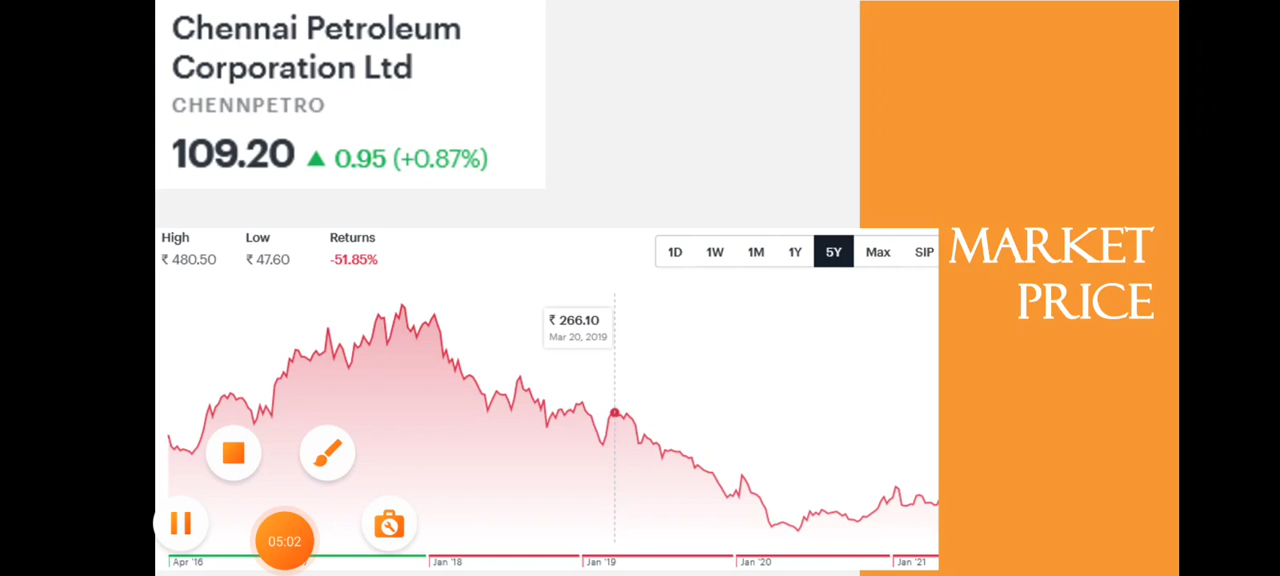 Chennai Petroleum
Corporation Ltd
CHENNPETRO
109.20 ▲ 0.95 (+0.87%)
High Low Returns
₹ 480.50 ₹ 47.60 -51.85%
1D 1W 1M 1Y 5Y Max SIP
MARKET
PRICE
₹ 266.10
Mar 20, 2019
05:02
Apr '16 Jan '18 Jan '19 Jan '20 Jan '21